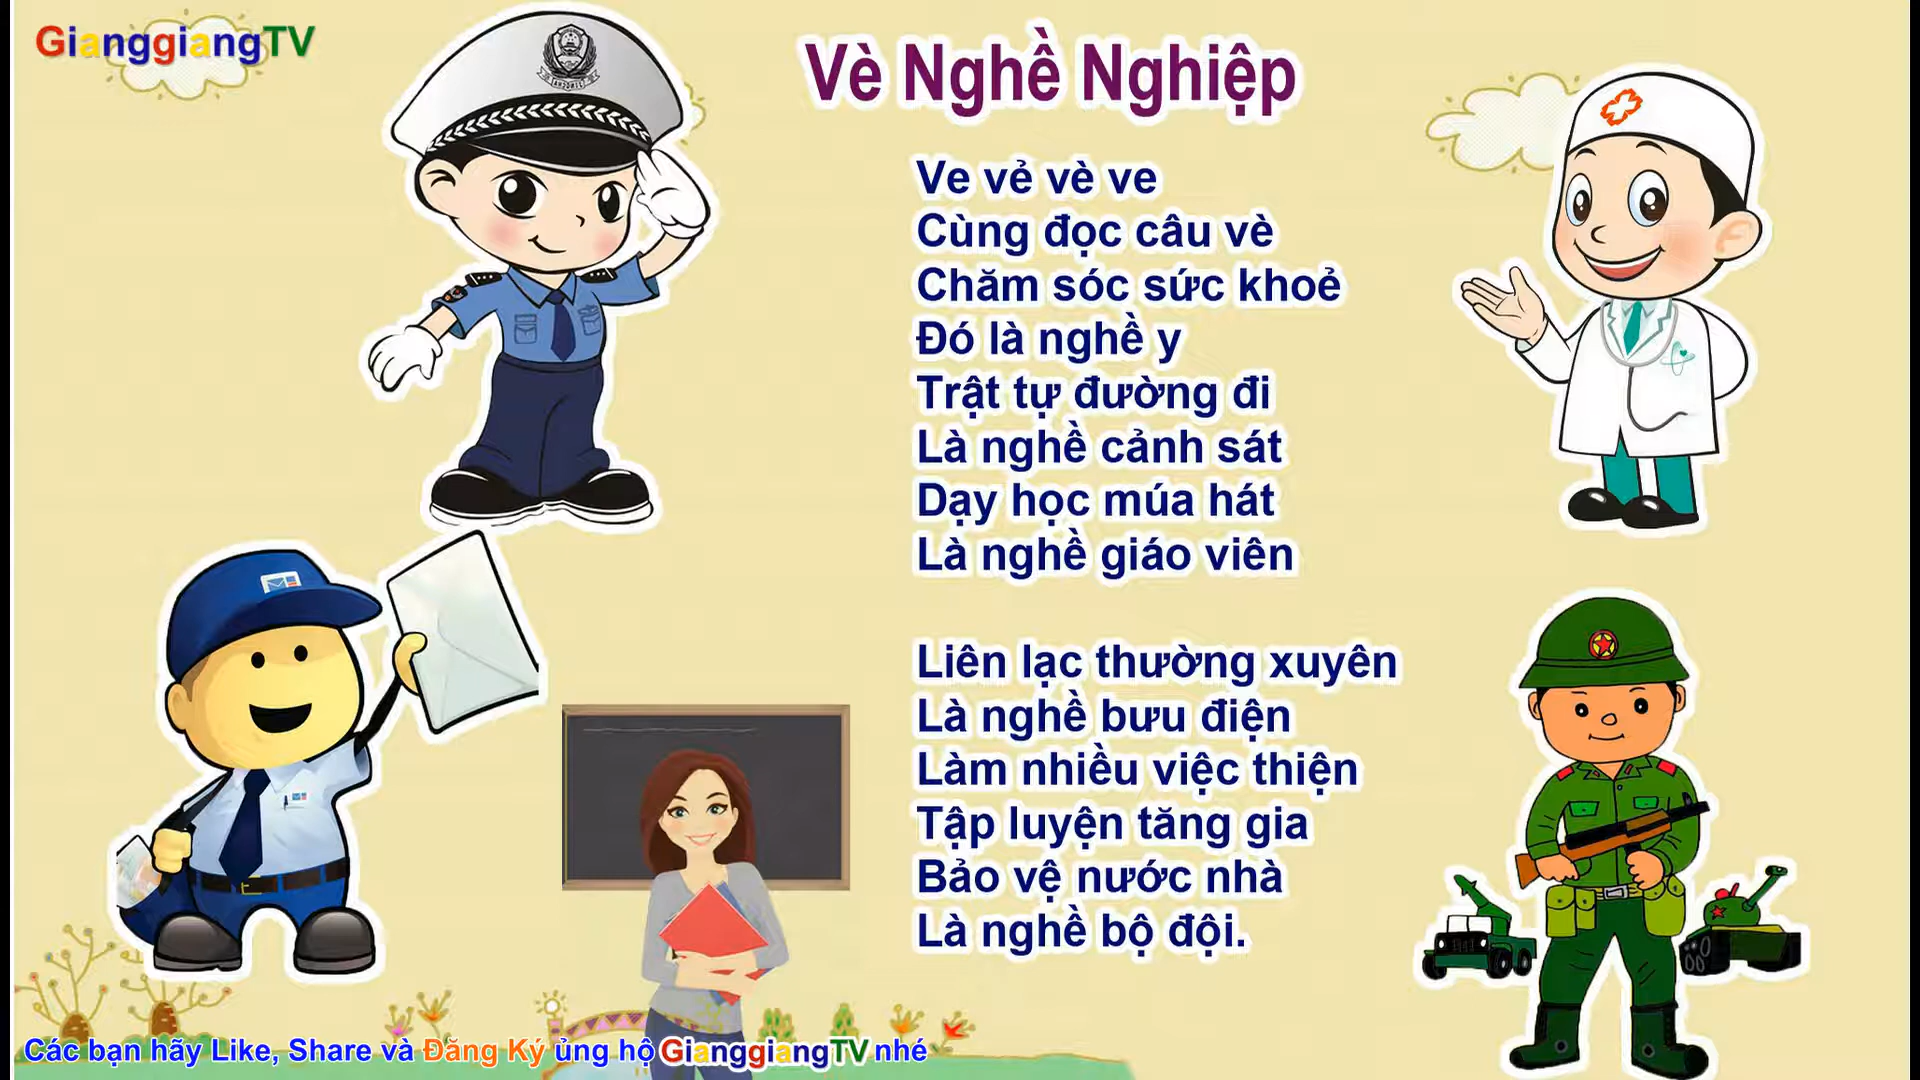 GianggiangTV
Vè Nghề Nghiệp
Ve vẻ vè ve
Cùng đọc câu vè
Chăm sóc sức khoẻ
Đó là nghề y
Trật tự đường đi
Là nghề cảnh sát
Dạy học múa hát
Là nghề giáo viên
Liên lạc thường xuyên
Là nghề bưu điện
Làm nhiều việc thiện
Tập luyện tăng gia
Bảo vệ nước nhà
Là nghề bộ đội.
Các bạn hãy Like, Share và Đăng Ký ủng hộ GianggiangTV nhé